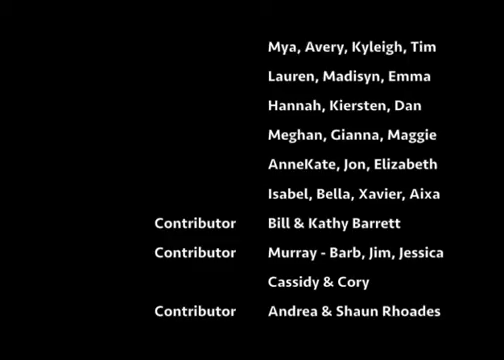 Mya, Avery, Kyleigh, Tim
Lauren, Madisyn, Emma
Hannah, Kiersten, Dan
Meghan, Gianna, Maggie
AnneKate, Jon, Elizabeth
Isabel, Bella, Xavier, Aixa
Contributor Bill & Kathy Barrett
Contributor Murray - Barb, Jim, Jessica
Cassidy & Cory
Contributor Andrea & Shaun Rhoades